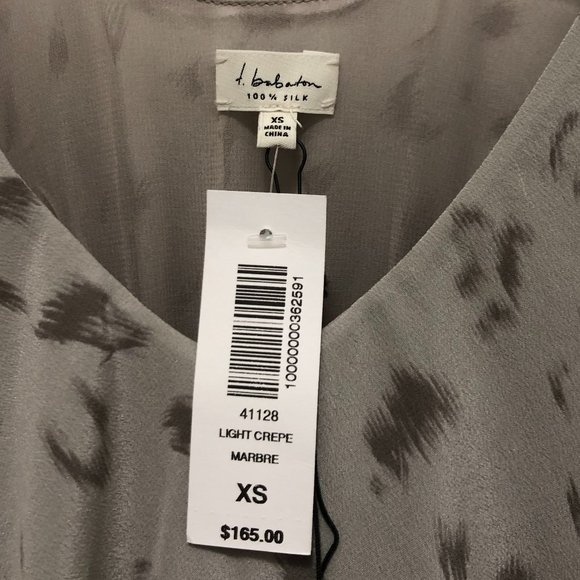 t. babaton
100% SILK
XS
MADE IN
CHINA
10000000362591
41128
LIGHT CREPE
MARBRE
XS
$165.00